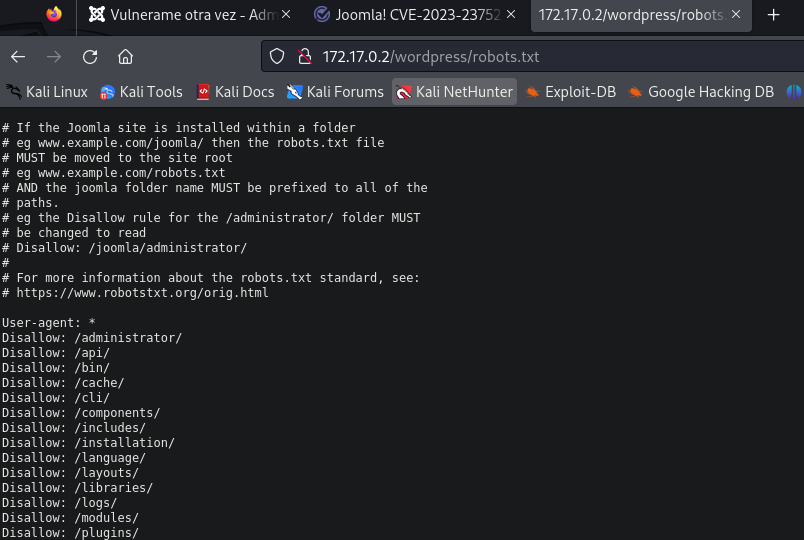 Vulnerame otra vez - Adm
Joomla! CVE-2023-23752
172.17.0.2/wordpress/robots.
172.17.0.2/wordpress/robots.txt
Kali Linux
Kali Tools
Kali Docs
Kali Forums
Kali NetHunter
Exploit-DB
Google Hacking DB
# If the Joomla site is installed within a folder
# eg www.example.com/joomla/ then the robots.txt file
# MUST be moved to the site root
# eg www.example.com/robots.txt
# AND the joomla folder name MUST be prefixed to all of the
# paths.
# eg the Disallow rule for the /administrator/ folder MUST
# be changed to read
# Disallow: /joomla/administrator/
#
# For more information about the robots.txt standard, see:
# https://www.robotstxt.org/orig.html
User-agent: *
Disallow: /administrator/
Disallow: /api/
Disallow: /bin/
Disallow: /cache/
Disallow: /cli/
Disallow: /components/
Disallow: /includes/
Disallow: /installation/
Disallow: /language/
Disallow: /layouts/
Disallow: /libraries/
Disallow: /logs/
Disallow: /modules/
Disallow: /plugins/